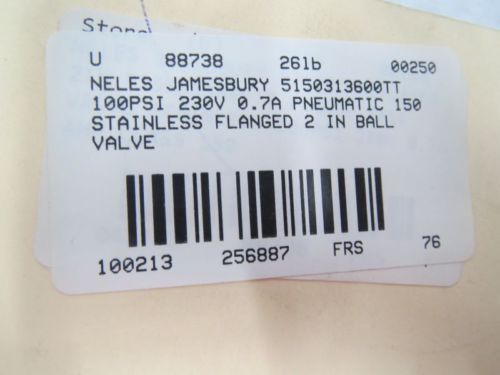 U 88738 26lb 00250
NELES JAMESBURY 5150313600TT
100PSI 230V 0.7A PNEUMATIC 150
STAINLESS FLANGED 2 IN BALL
VALVE
100213 256887 FRS 76